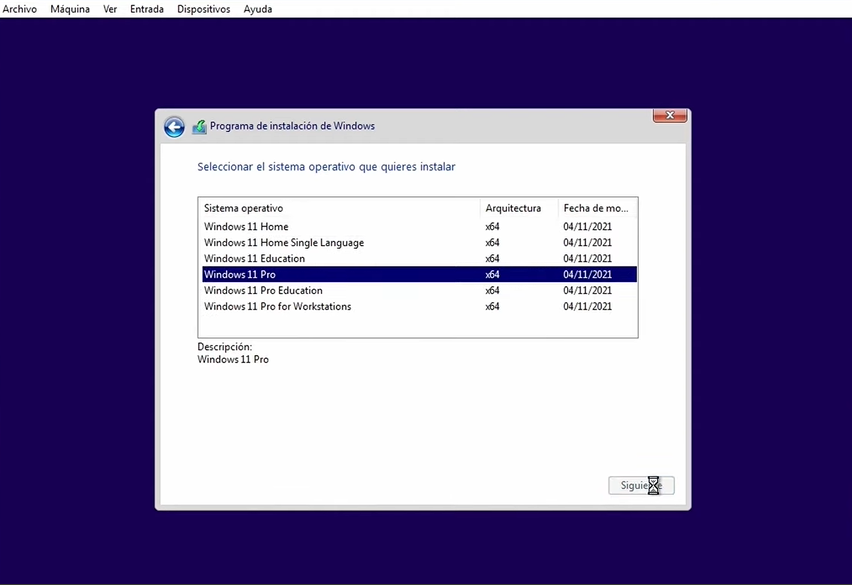 Archivo Máquina Ver Entrada Dispositivos Ayuda
Programa de instalación de Windows
Seleccionar el sistema operativo que quieres instalar
Sistema operativo Arquitectura Fecha de mo...
Windows 11 Home x64 04/11/2021
Windows 11 Home Single Language x64 04/11/2021
Windows 11 Education x64 04/11/2021
Windows 11 Pro x64 04/11/2021
Windows 11 Pro Education x64 04/11/2021
Windows 11 Pro for Workstations x64 04/11/2021
Descripción:
Windows 11 Pro
Siguiente